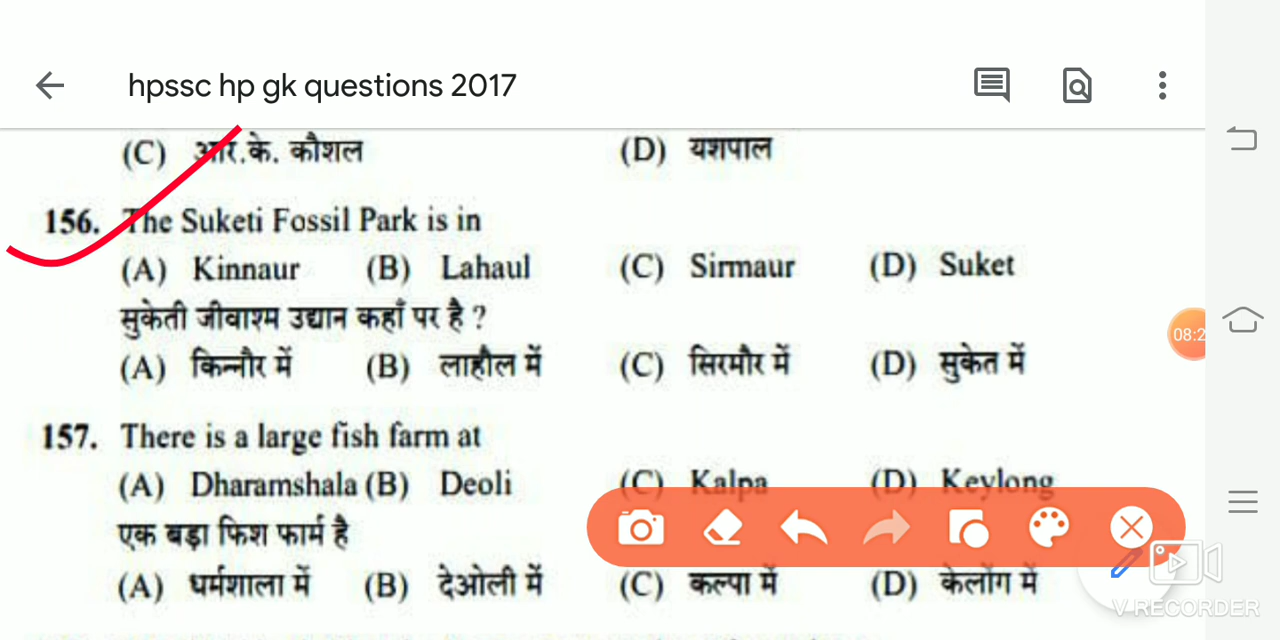 hpssc hp gk questions 2017
(C) आर.के. कौशल (D) यशपाल
156. The Suketi Fossil Park is in
(A) Kinnaur (B) Lahaul (C) Sirmaur (D) Suket
सुकेती जीवाश्म उद्यान कहाँ पर है ?
(A) किन्नौर में (B) लाहौल में (C) सिरमौर में (D) सुकेत में
08:2
157. There is a large fish farm at
(A) Dharamshala (B) Deoli (C) Kalpa (D) Keylong
एक बड़ा फिश फार्म है
(A) धर्मशाला में (B) देओली में (C) कल्पा में (D) केलोंग में
V RECORDER